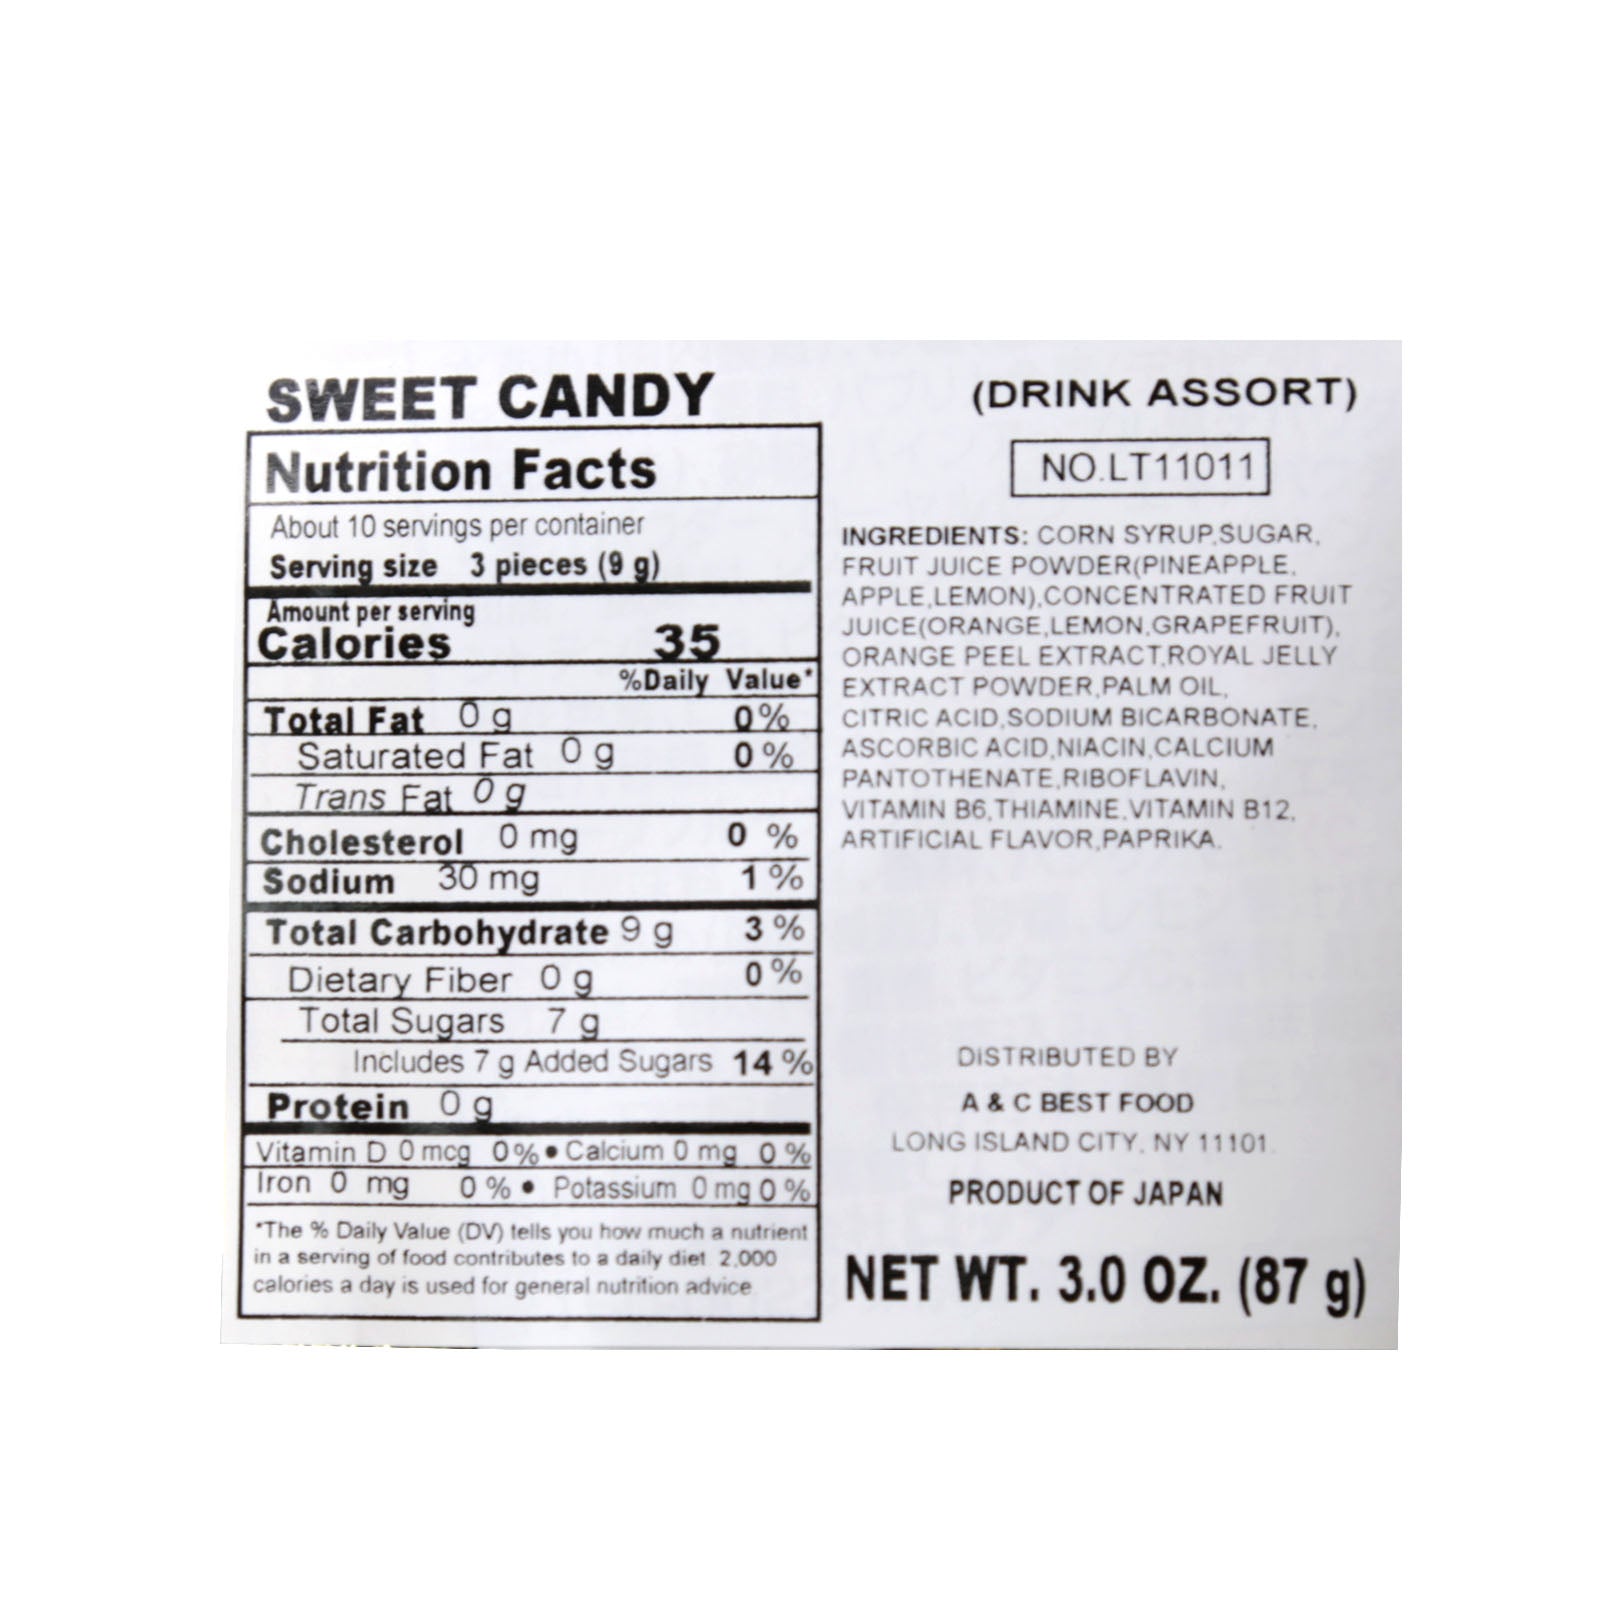 SWEET CANDY
Nutrition Facts
About 10 servings per container
Serving size 3 pieces (9 g)
Amount per serving
Calories 35
%Daily Value*
Total Fat 0 g 0%
Saturated Fat 0 g 0 %
Trans Fat 0 g
Cholesterol 0 mg 0 %
Sodium 30 mg 1 %
Total Carbohydrate 9 g 3 %
Dietary Fiber 0 g 0 %
Total Sugars 7 g
Includes 7 g Added Sugars 14 %
Protein 0 g
Vitamin D 0 mcg 0% • Calcium 0 mg 0 %
Iron 0 mg 0 % • Potassium 0 mg 0 %
*The % Daily Value (DV) tells you how much a nutrient
in a serving of food contributes to a daily diet. 2,000
calories a day is used for general nutrition advice.
(DRINK ASSORT)
NO.LT11011
INGREDIENTS: CORN SYRUP,SUGAR,
FRUIT JUICE POWDER(PINEAPPLE,
APPLE,LEMON),CONCENTRATED FRUIT
JUICE(ORANGE,LEMON,GRAPEFRUIT),
ORANGE PEEL EXTRACT,ROYAL JELLY
EXTRACT POWDER,PALM OIL,
CITRIC ACID,SODIUM BICARBONATE,
ASCORBIC ACID,NIACIN,CALCIUM
PANTOTHENATE,RIBOFLAVIN,
VITAMIN B6,THIAMINE,VITAMIN B12,
ARTIFICIAL FLAVOR,PAPRIKA.
DISTRIBUTED BY
A & C BEST FOOD
LONG ISLAND CITY, NY 11101.
PRODUCT OF JAPAN
NET WT. 3.0 OZ. (87 g)